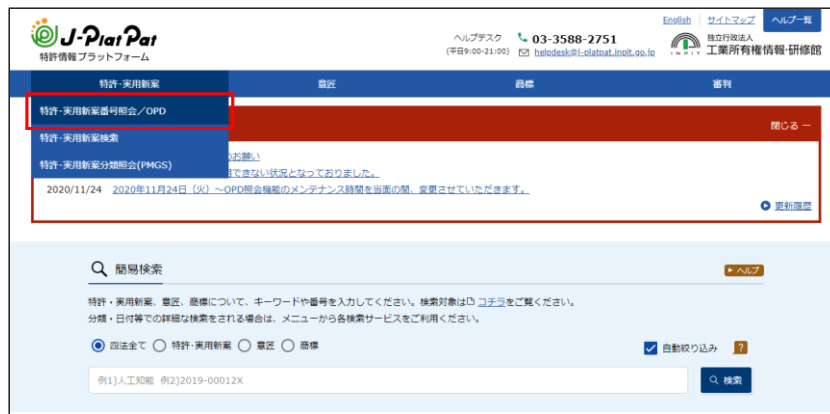 English サイトマップ ヘルプ一覧
J-PlatPat
特許情報プラットフォーム
ヘルプデスク 03-3588-2751
(平日9:00-21:00) helpdesk@j-platpat.inpit.go.jp
独立行政法人
INPIT 工業所有権情報・研修館
特許・実用新案 意匠 商標 審判
特許・実用新案番号照会/OPD
閉じる
特許・実用新案検索
特許・実用新案分類照会(PMGS)
のお願い
できない状況となっておりました。
2020/11/24 2020年11月24日(火)~OPD照会機能のメンテナンス時間を当面の間、変更させていただきます。
更新履歴
簡易検索
ヘルプ
特許・実用新案、意匠、商標について、キーワードや番号を入力してください。検索対象は コチラをご覧ください。
分類・日付等での詳細な検索をされる場合は、メニューから各検索サービスをご利用ください。
四法全て 特許・実用新案 意匠 商標
自動絞り込み ?
例1)人工知能 例2)2019-00012X
検索